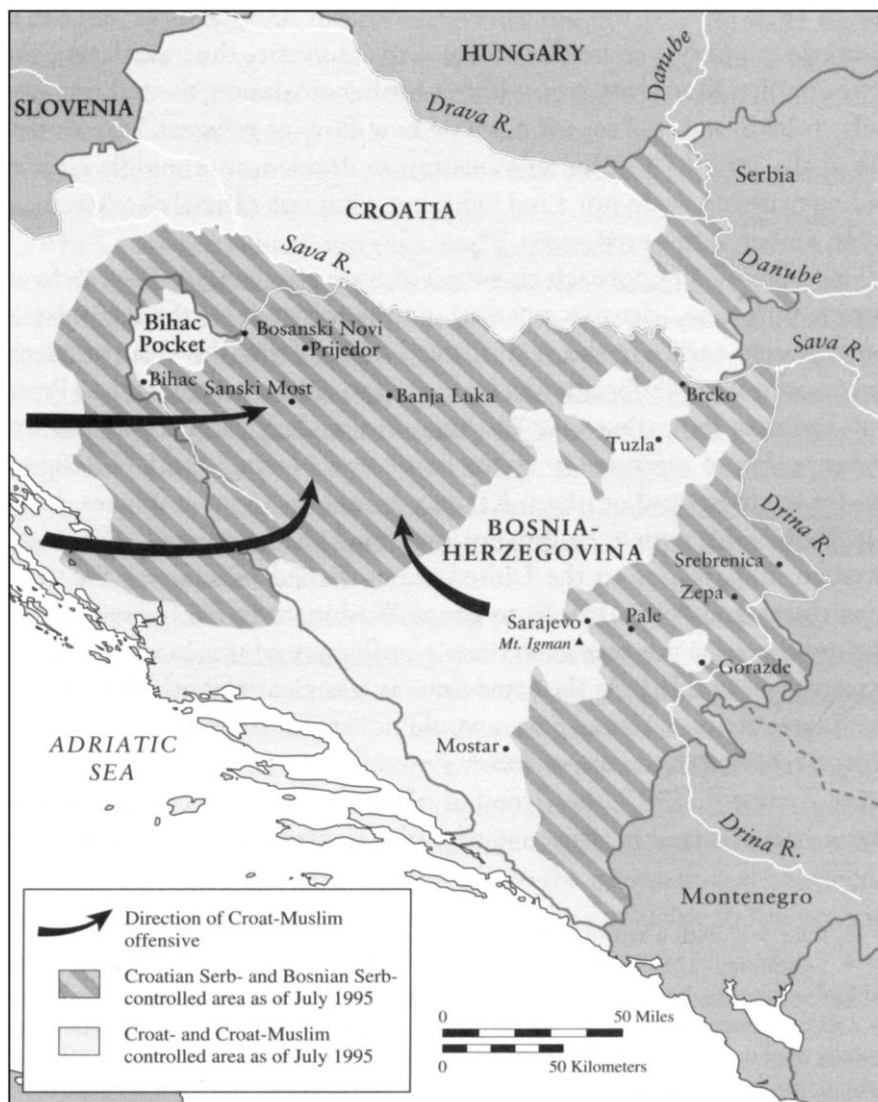 HUNGARY
Danube
SLOVENIA
Drava R.
Serbia
CROATIA
Sava R.
Danube
Bihac
Pocket
Bosanski Novi
Prijedor
Sava R.
Bihac
Sanski Most
Banja Luka
Brcko
Tuzla
BOSNIA-
HERZEGOVINA
Drina R.
Srebrenica
Zepa
Sarajevo
Pale
Mt. Igman
Gorazde
ADRIATIC
SEA
Mostar
Drina R.
Montenegro
Direction of Croat-Muslim
offensive
Croatian Serb- and Bosnian Serb-
controlled area as of July 1995
Croat- and Croat-Muslim
controlled area as of July 1995
0 50 Miles
0 50 Kilometers